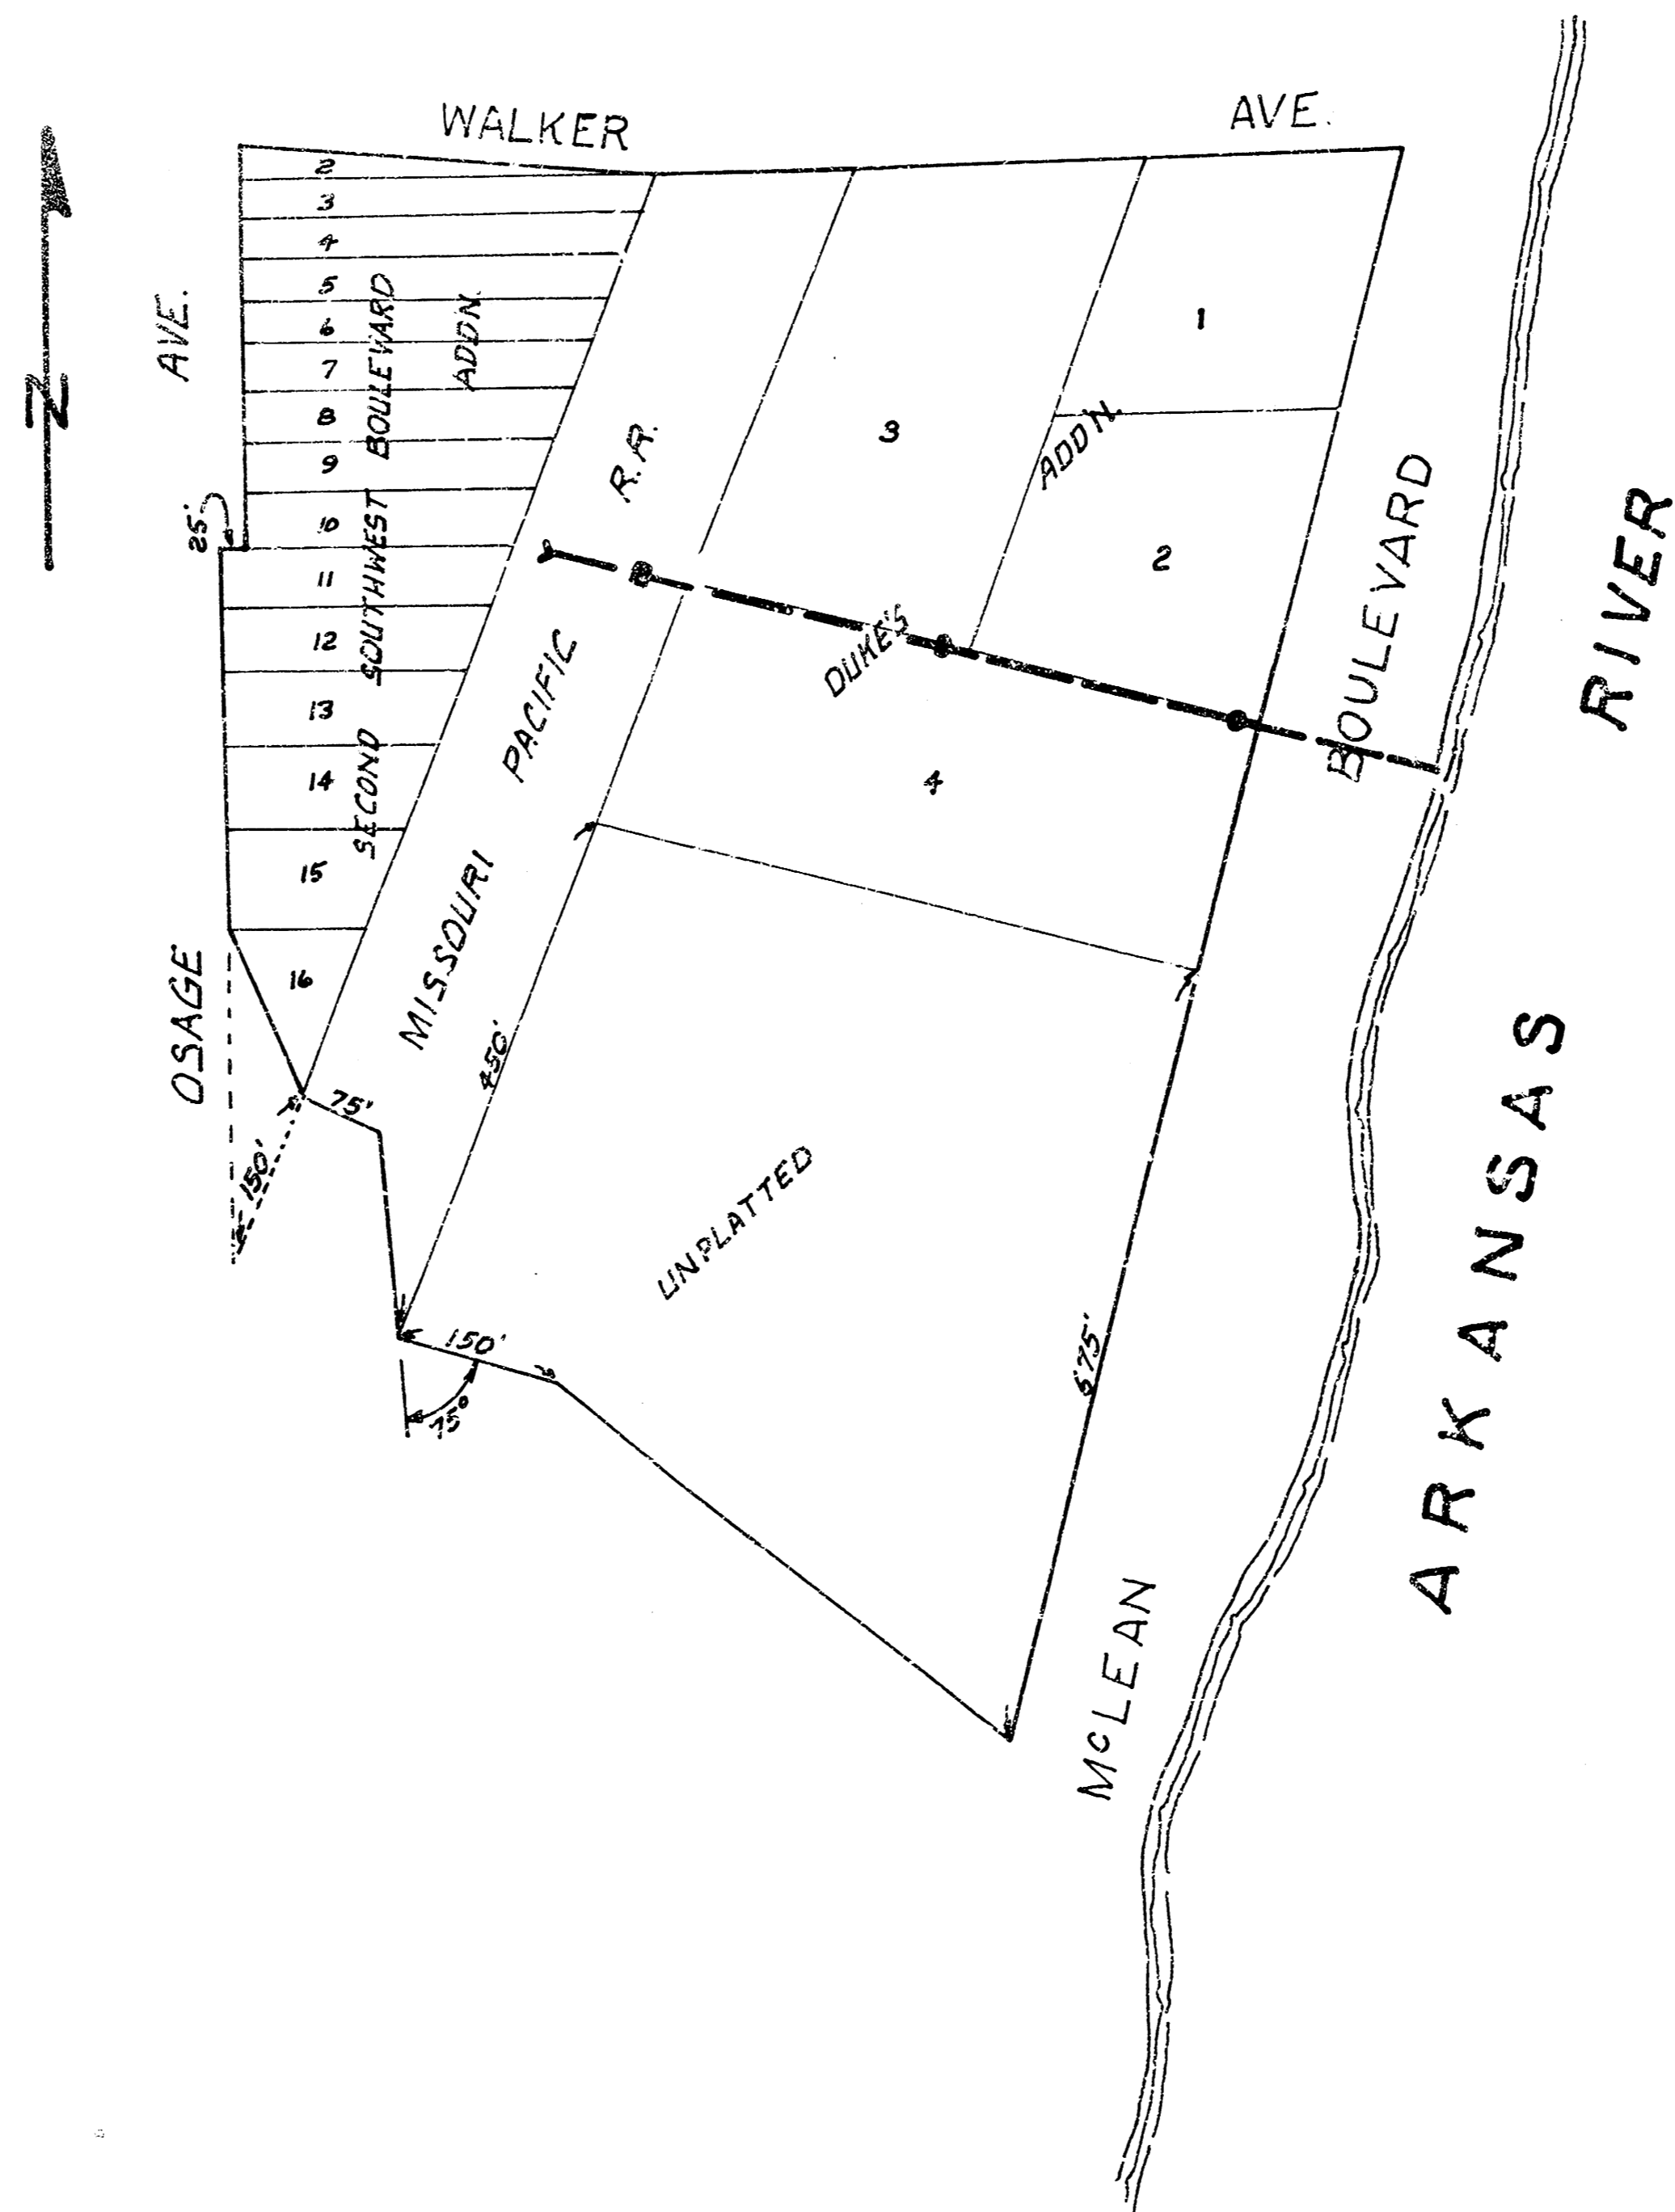 WALKER AVE.
N
AVE.
OSAGE
2
3
4
5
6
7
8
9
10
11
12
13
14
15
16
SECOND SOUTHWEST BOULEVARD
ADDN.
25'
MISSOURI PACIFIC R.R.
1
2
3
4
DUKE'S ADD'N.
BOULEVARD
MCLEAN
ARKANSAS RIVER
75'
150'
450'
UNPLATTED
150'
75°
575'